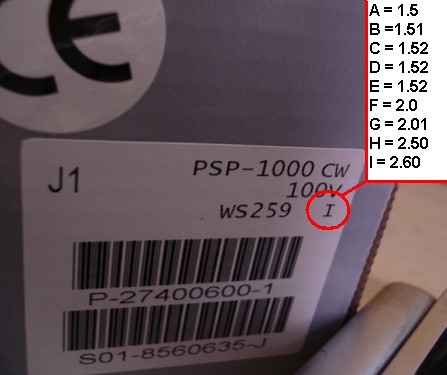 CE
A = 1.5
B =1.51
C = 1.52
D = 1.52
E = 1.52
F = 2.0
G = 2.01
H = 2.50
I = 2.60
J1
PSP-1000 CW
100V
WS259 I
P-27400600-1
S01-8560635-J